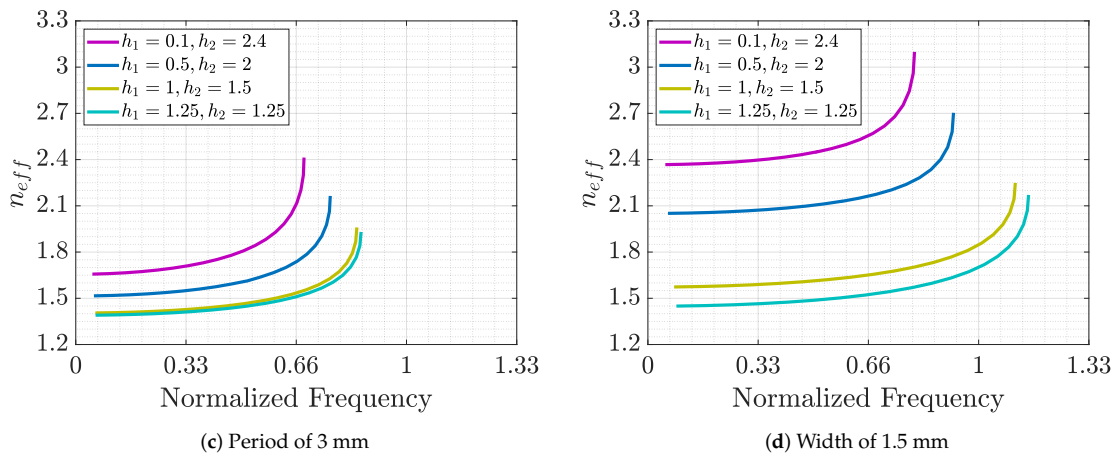 3.3
3
2.7
2.4
2.1
1.8
1.5
1.2
n_{eff}
h_1 = 0.1, h_2 = 2.4
h_1 = 0.5, h_2 = 2
h_1 = 1, h_2 = 1.5
h_1 = 1.25, h_2 = 1.25
0 0.33 0.66 1 1.33
Normalized Frequency
(c) Period of 3 mm
3.3
3
2.7
2.4
2.1
1.8
1.5
1.2
n_{eff}
h_1 = 0.1, h_2 = 2.4
h_1 = 0.5, h_2 = 2
h_1 = 1, h_2 = 1.5
h_1 = 1.25, h_2 = 1.25
0 0.33 0.66 1 1.33
Normalized Frequency
(d) Width of 1.5 mm